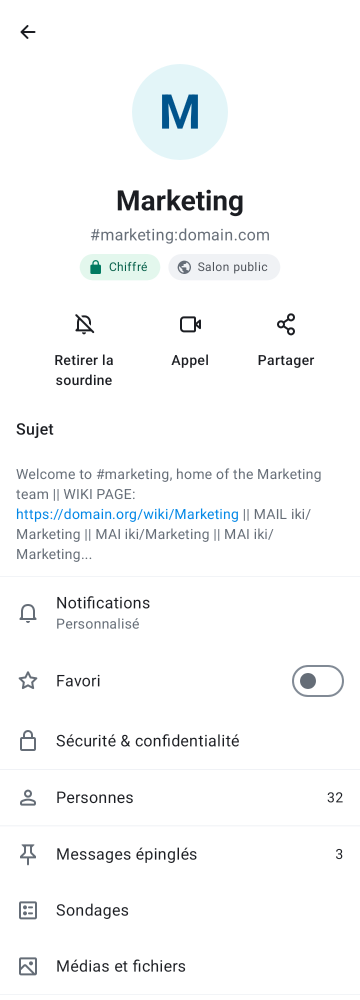 M
Marketing
#marketing:domain.com
Chiffré
Salon public
Retirer la
sourdine
Appel
Partager
Sujet
Welcome to #marketing, home of the Marketing
team || WIKI PAGE:
https://domain.org/wiki/Marketing || MAIL iki/
Marketing || MAI iki/Marketing || MAI iki/
Marketing...
Notifications
Personnalisé
Favori
Sécurité & confidentialité
Personnes 32
Messages épinglés 3
Sondages
Médias et fichiers